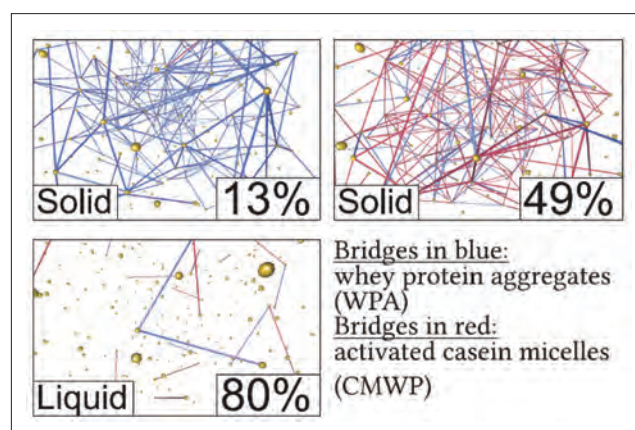 Solid
13%
Solid
49%
Liquid
80%
Bridges in blue:
whey protein aggregates
(WPA)
Bridges in red:
activated casein micelles
(CMWP)